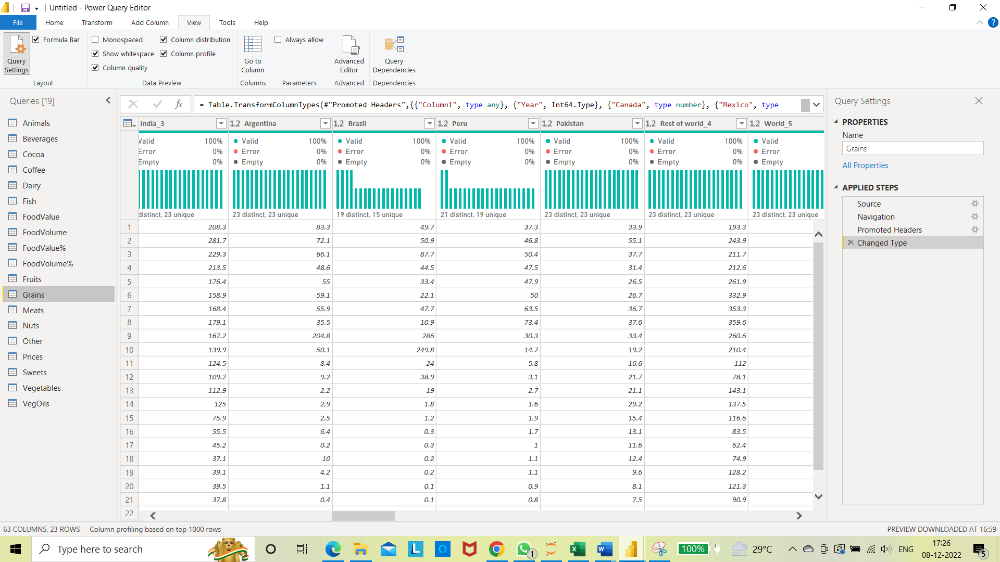 Untitled - Power Query Editor
File Home Transform Add Column View Tools Help
Query Settings
Formula Bar
Layout
Monospaced
Show whitespace
Column quality
Column distribution
Column profile
Data Preview
Go to Column
Columns
Always allow
Parameters
Advanced Editor
Advanced
Query Dependencies
Dependencies
Queries [19]
Animals
Beverages
Cocoa
Coffee
Dairy
Fish
FoodValue
FoodVolume
FoodValue%
FoodVolume%
Fruits
Grains
Meats
Nuts
Other
Prices
Sweets
Vegetables
VegOils
fx = Table.TransformColumnTypes(#"Promoted Headers",{{"Column1", type any}, {"Year", Int64.Type}, {"Canada", type number}, {"Mexico", type
India_3 1.2 Argentina 1.2 Brazil 1.2 Peru 1.2 Pakistan 1.2 Rest of world_4 1.2 World_5
Valid 100% Valid 100% Valid 100% Valid 100% Valid 100% Valid 100% Valid
Error 0% Error 0% Error 0% Error 0% Error 0% Error 0% Error
Empty 0% Empty 0% Empty 0% Empty 0% Empty 0% Empty 0% Empty
distinct, 23 unique 23 distinct, 23 unique 19 distinct, 15 unique 21 distinct, 19 unique 23 distinct, 23 unique 23 distinct, 23 unique 23 distinct, 23 unique
1 208.3 83.3 49.7 37.3 33.9 193.3
2 281.7 72.1 50.9 46.8 55.1 243.9
3 229.3 66.1 87.7 50.4 37.7 211.7
4 213.5 48.6 44.5 47.5 31.4 212.6
5 176.4 55 33.4 47.9 26.5 261.9
6 158.9 59.1 22.1 50 26.7 332.9
7 168.4 55.9 47.7 63.5 36.7 353.3
8 179.1 35.5 10.9 73.4 37.6 359.6
9 167.2 204.8 286 30.3 33.4 260.6
10 139.9 50.1 249.8 14.7 19.2 210.4
11 124.5 8.4 24 5.8 16.6 112
12 109.2 9.2 38.9 3.1 21.7 78.1
13 112.9 2.2 19 2.7 21.1 143.1
14 125 2.9 1.8 1.6 29.2 137.5
15 75.9 2.5 1.2 1.9 15.4 116.6
16 55.5 6.4 0.3 1.7 13.1 83.5
17 45.2 0.2 0.3 1 11.6 62.4
18 37.1 10 0.2 1.1 12.4 74.9
19 39.1 4.2 0.2 1.1 9.6 128.2
20 39.5 1.1 0.1 0.9 8.1 121.3
21 37.8 0.4 0.1 0.8 7.5 90.9
22
Query Settings
PROPERTIES
Name
Grains
All Properties
APPLIED STEPS
Source
Navigation
Promoted Headers
Changed Type
63 COLUMNS, 23 ROWS Column profiling based on top 1000 rows PREVIEW DOWNLOADED AT 16:59
Type here to search 1 100% 29°C ENG 17:26
08-12-2022 5